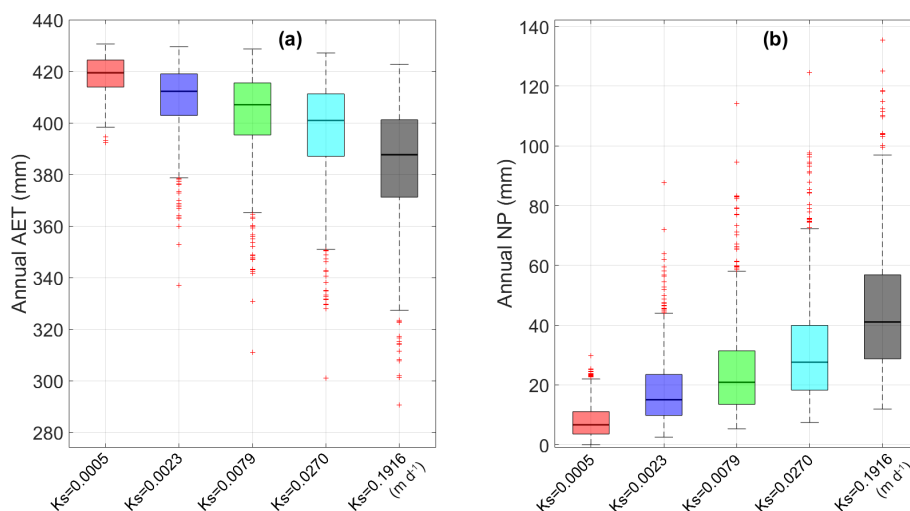 (a)
Annual AET (mm)
440
420
400
380
360
340
320
300
280
Ks=0.0005
Ks=0.0023
Ks=0.0079
Ks=0.0270
Ks=0.1916
(m d⁻¹)
(b)
Annual NP (mm)
140
120
100
80
60
40
20
0
Ks=0.0005
Ks=0.0023
Ks=0.0079
Ks=0.0270
Ks=0.1916
(m d⁻¹)